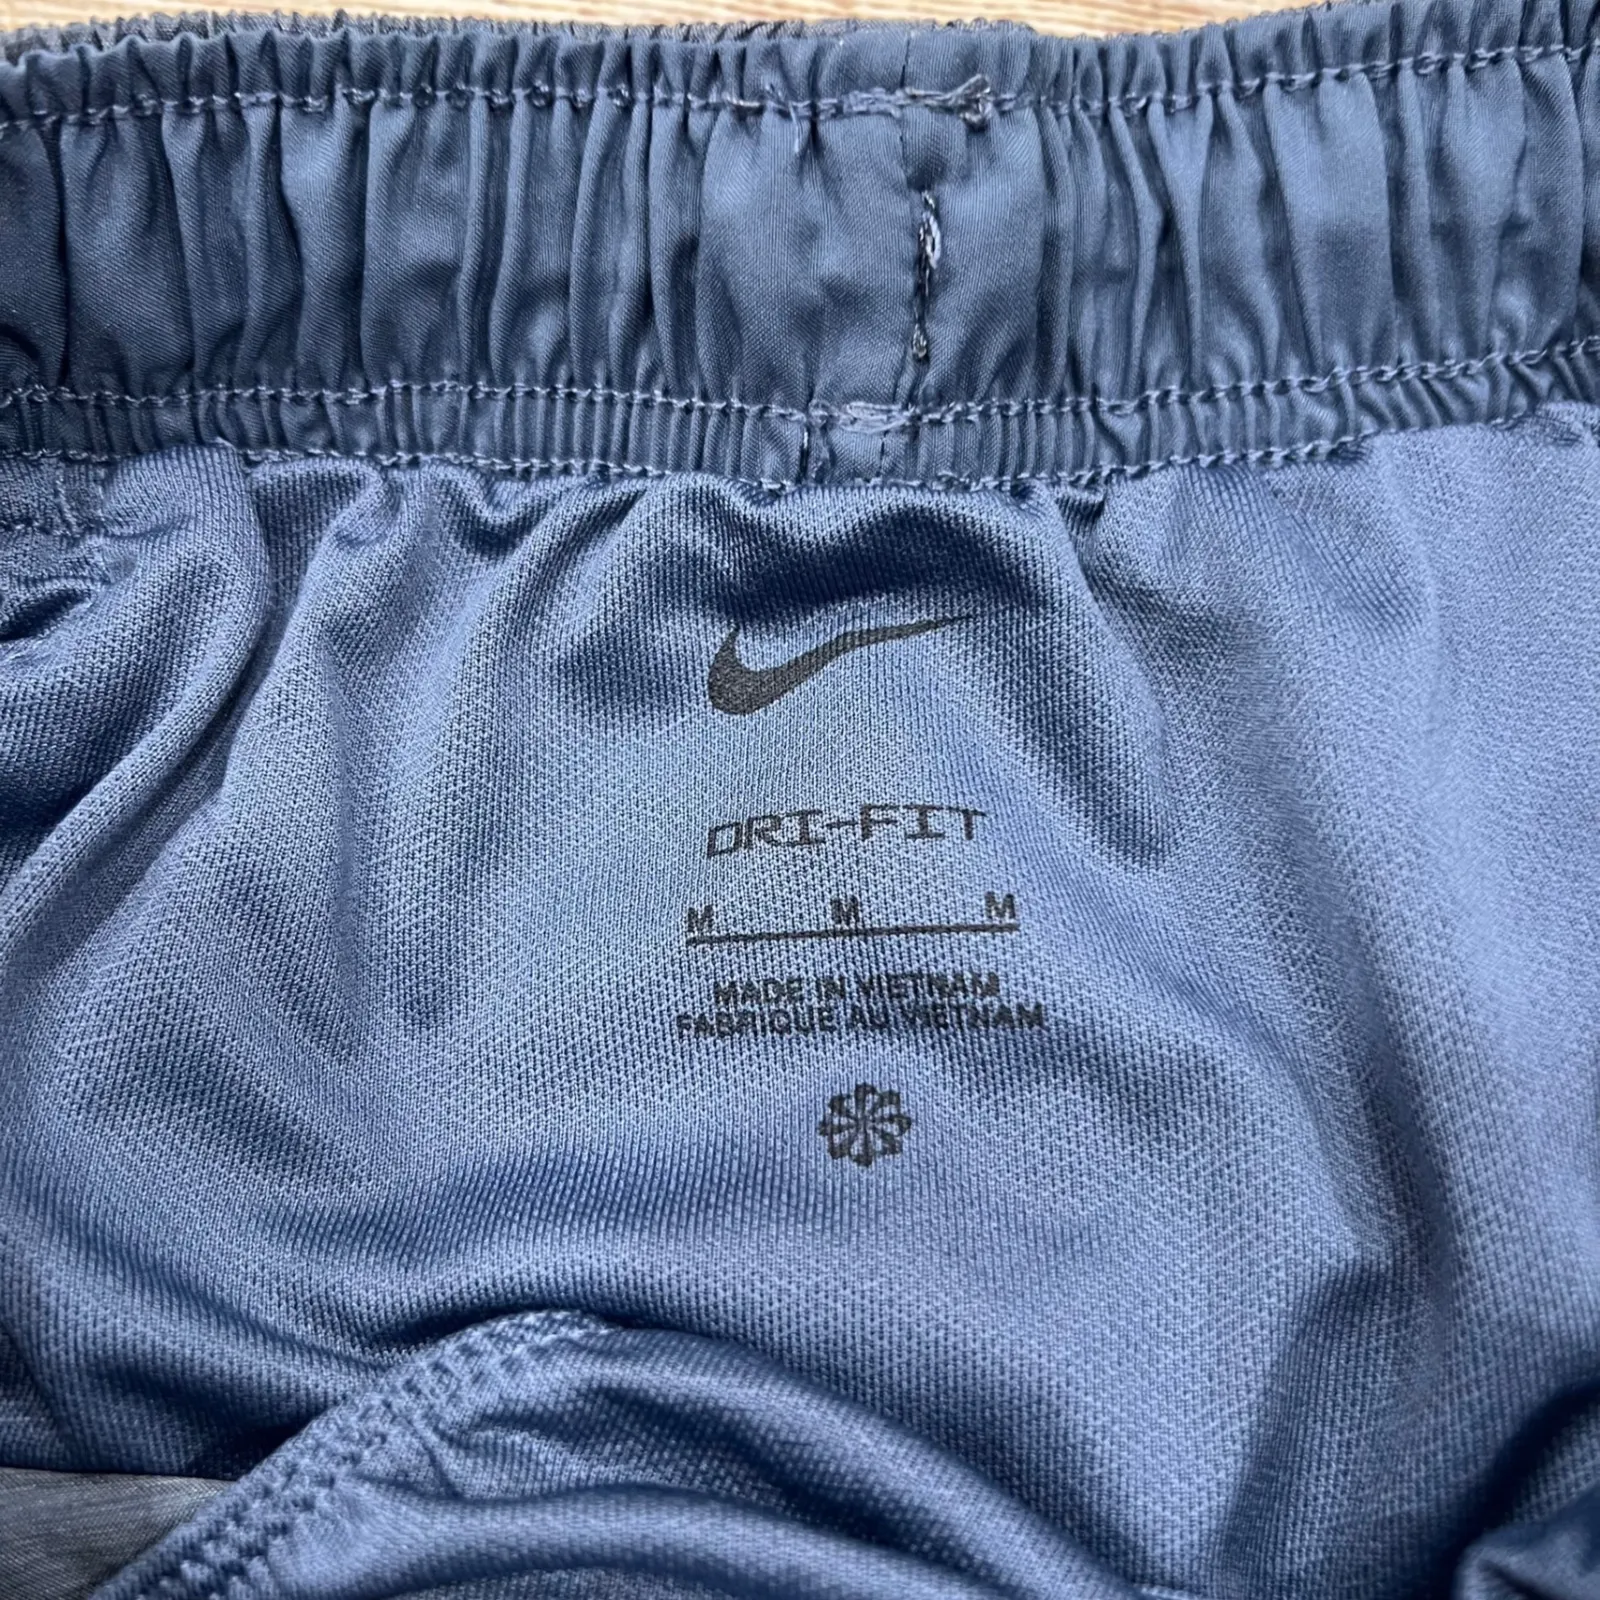 DRI-FIT
M M M
MADE IN VIETNAM
FABRIQUE AU VIETNAM